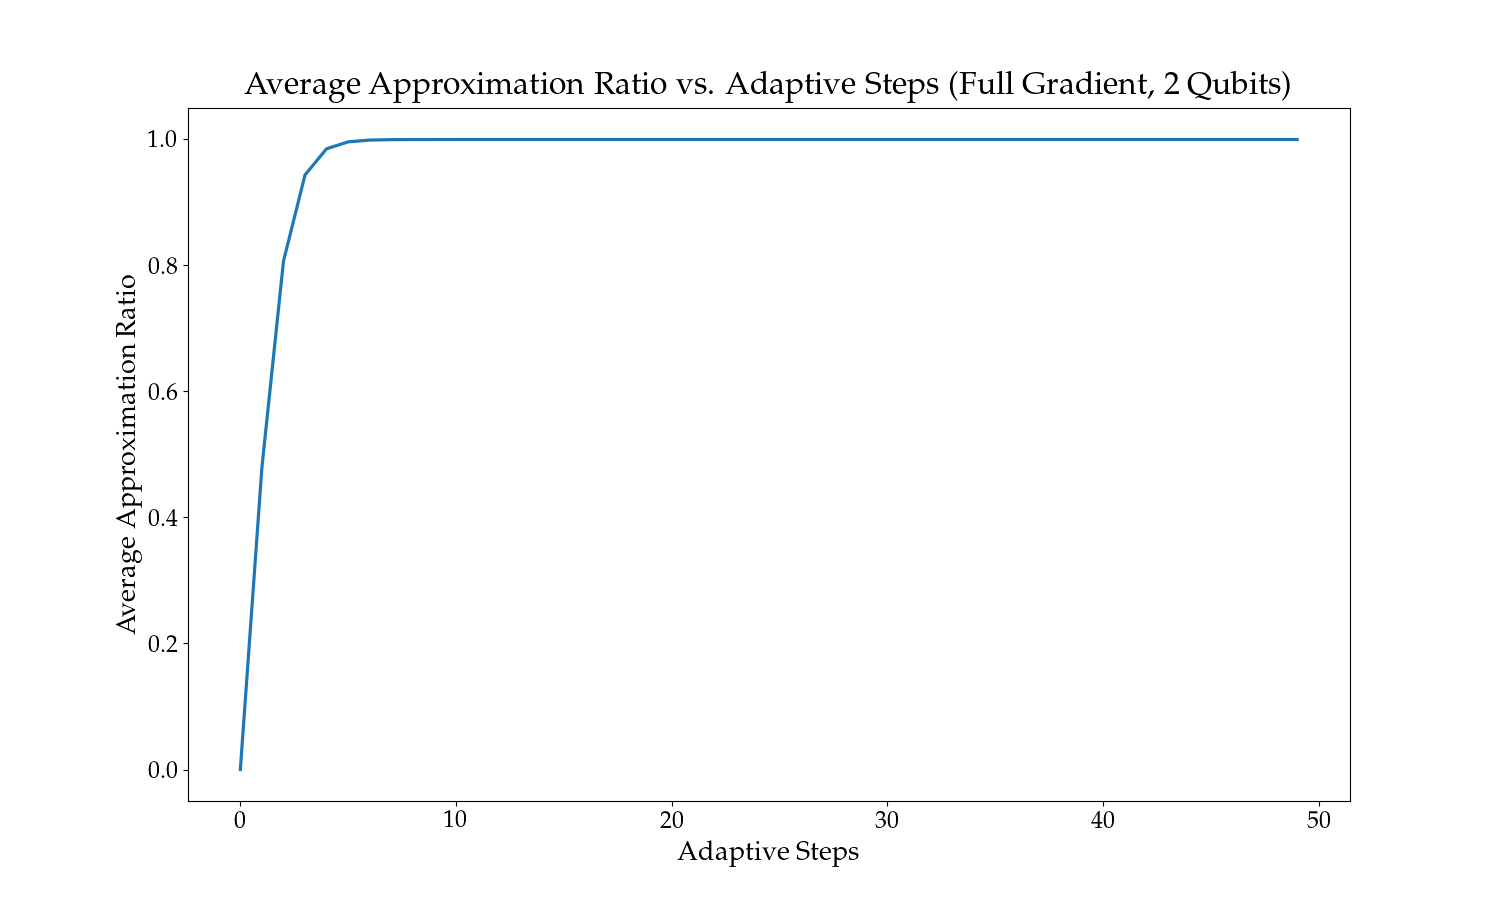 Average Approximation Ratio vs. Adaptive Steps (Full Gradient, 2 Qubits)
Average Approximation Ratio
1.0
0.8
0.6
0.4
0.2
0.0
0 10 20 30 40 50
Adaptive Steps